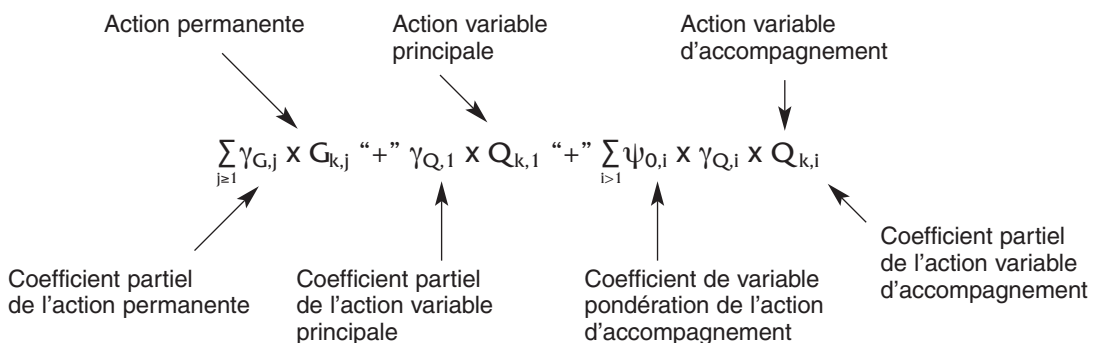 Action permanente
Action variable
principale
Action variable
d'accompagnement
∑ j≥1 γG,j x Gk,j “+” γQ,1 x Qk,1 “+” ∑ i>1 ψ0,i x γQ,i x Qk,i
Coefficient partiel
de l'action permanente
Coefficient partiel
de l'action variable
principale
Coefficient de variable
pondération de l'action
d'accompagnement
Coefficient partiel
de l'action variable
d'accompagnement